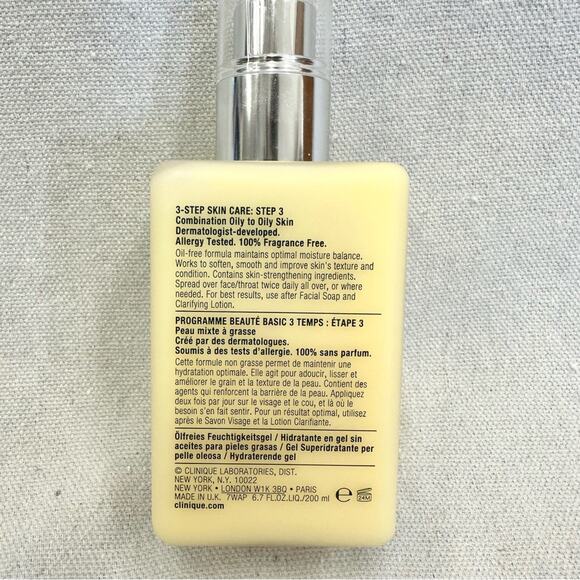 3-STEP SKIN CARE: STEP 3
Combination Oily to Oily Skin
Dermatologist-developed.
Allergy Tested. 100% Fragrance Free.
Oil-free formula maintains optimal moisture balance.
Works to soften, smooth and improve skin's texture and
condition. Contains skin-strengthening ingredients.
Spread over face/throat twice daily all over, or where
needed. For best results, use after Facial Soap and
Clarifying Lotion.
PROGRAMME BEAUTÉ BASIC 3 TEMPS : ÉTAPE 3
Peau mixte à grasse
Créé par des dermatologues.
Soumis à des tests d'allergie. 100% sans parfum.
Cette formule non grasse permet de maintenir une
hydratation optimale. Elle agit pour adoucir, lisser et
améliorer le grain et la texture de la peau. Contient des
agents qui renforcent la barrière de la peau. Appliquez
deux fois par jour sur le visage et le cou, et là où le
besoin s'en fait sentir. Pour un résultat optimal, utilisez
après le Savon Visage et la Lotion Clarifiante.
Ölfreies Feuchtigkeitsgel / Hidratante en gel sin
aceites para pieles grasas / Gel Superidratante per
pelle oleosa / Hydraterende gel
© CLINIQUE LABORATORIES, DIST.
NEW YORK, N.Y. 10022
NEW YORK • LONDON W1K 3BQ • PARIS
MADE IN U.K. 7WAP 6.7 FL.OZ.LIQ./200 ml ℮ 24M
clinique.com